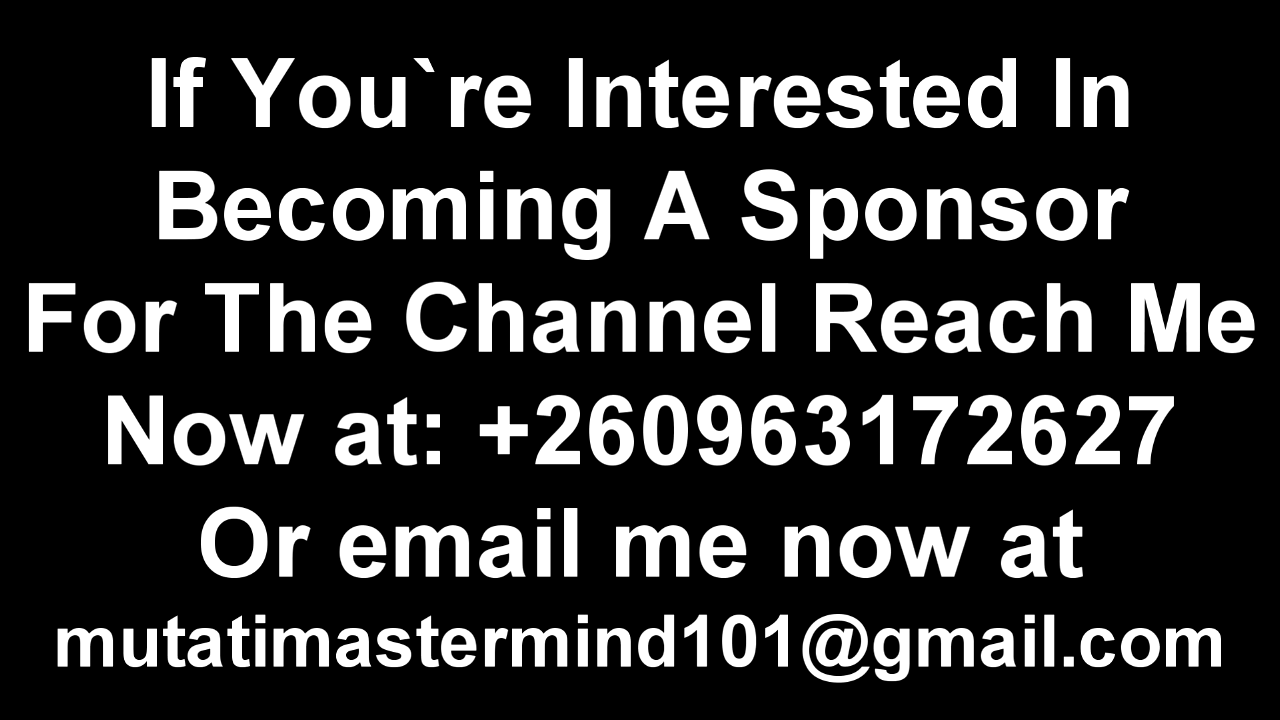 If You`re Interested In
Becoming A Sponsor
For The Channel Reach Me
Now at: +260963172627
Or email me now at
mutatimastermind101@gmail.com